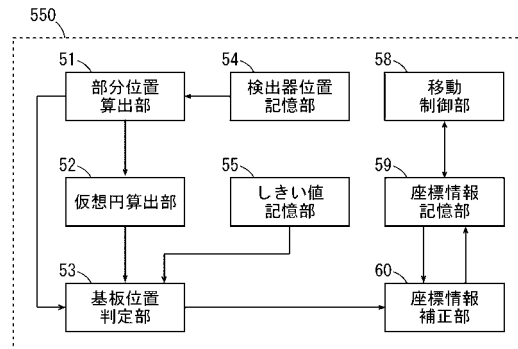 550
51
部分位置
算出部
54
検出器位置
記憶部
58
移動
制御部
52
仮想円算出部
55
しきい値
記憶部
59
座標情報
記憶部
53
基板位置
判定部
60
座標情報
補正部